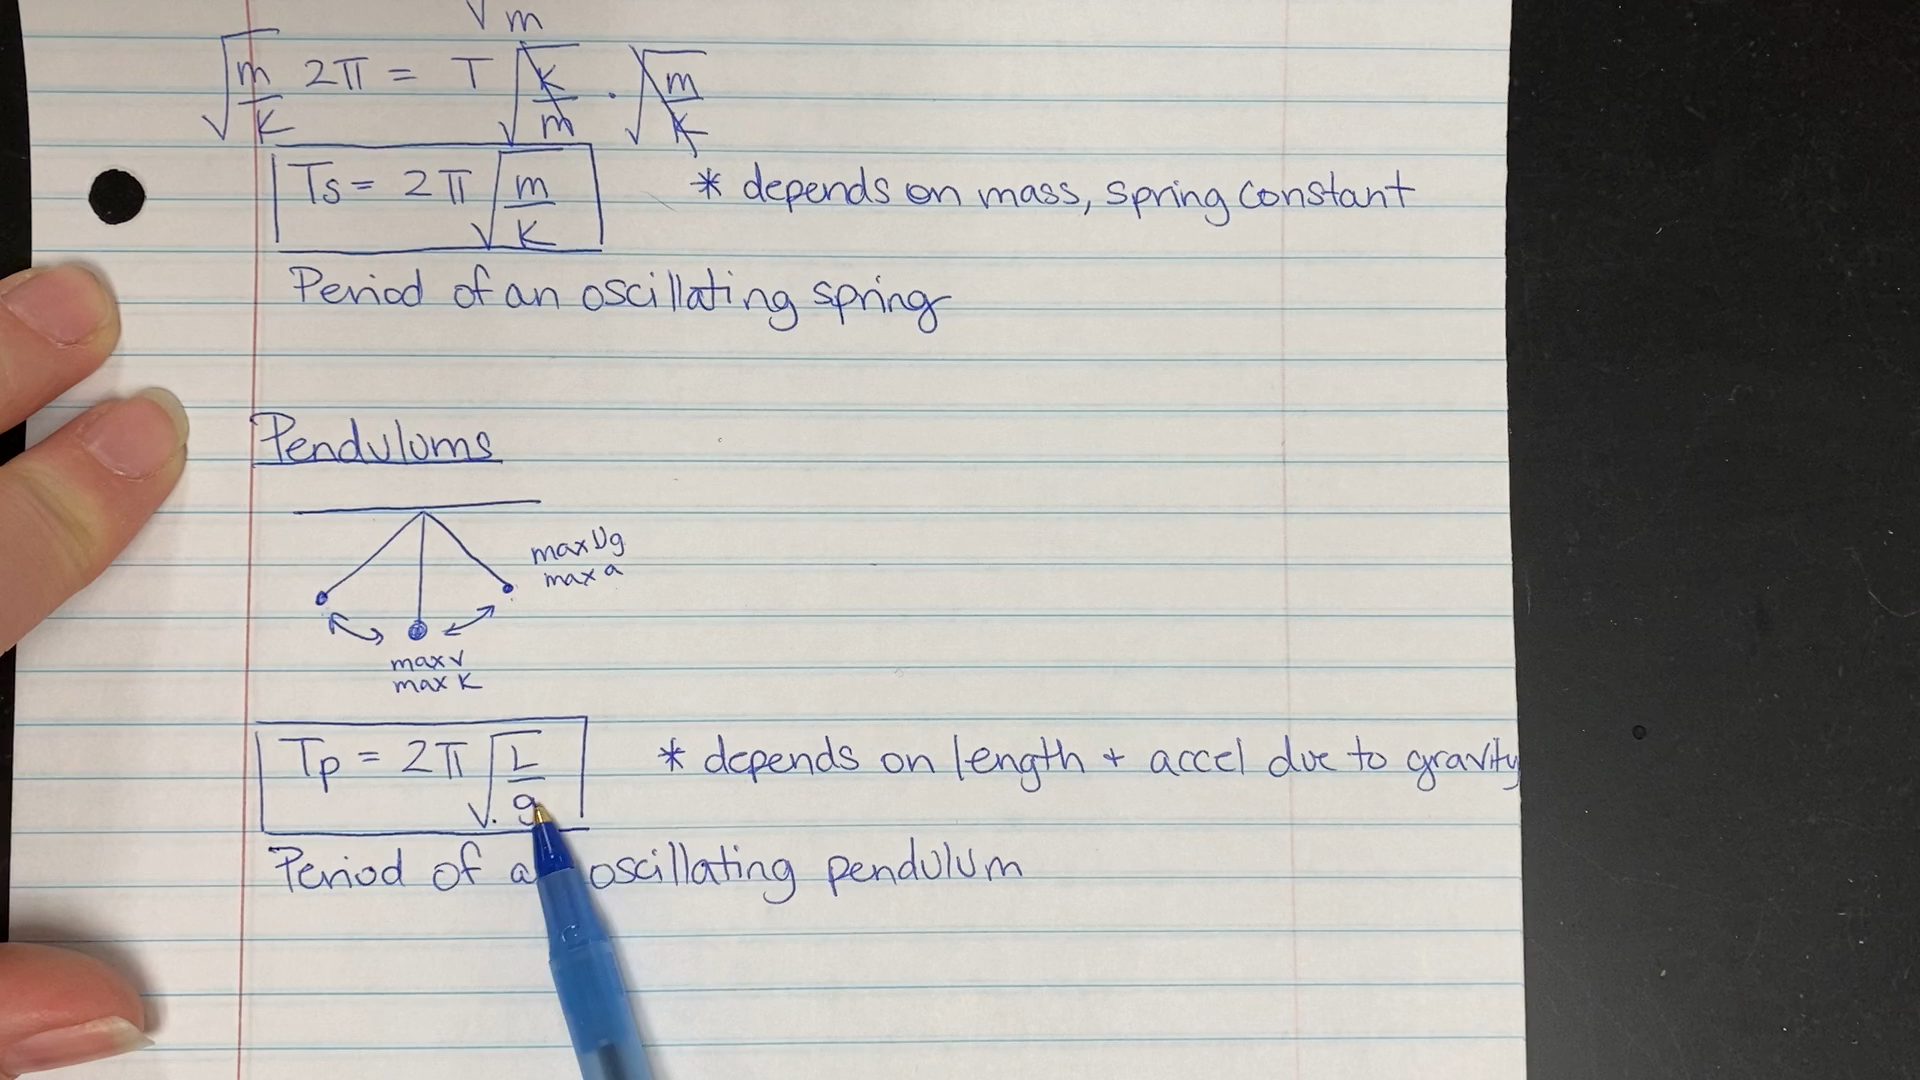 √m
√m/K 2π = T √K/m · √m/K
Ts = 2π √m/K * depends on mass, spring constant
Period of an oscillating spring
Pendulums
max Ug
max a
max v
max K
Tp = 2π √L/g * depends on length + accel due to gravity
Period of a oscillating pendulum